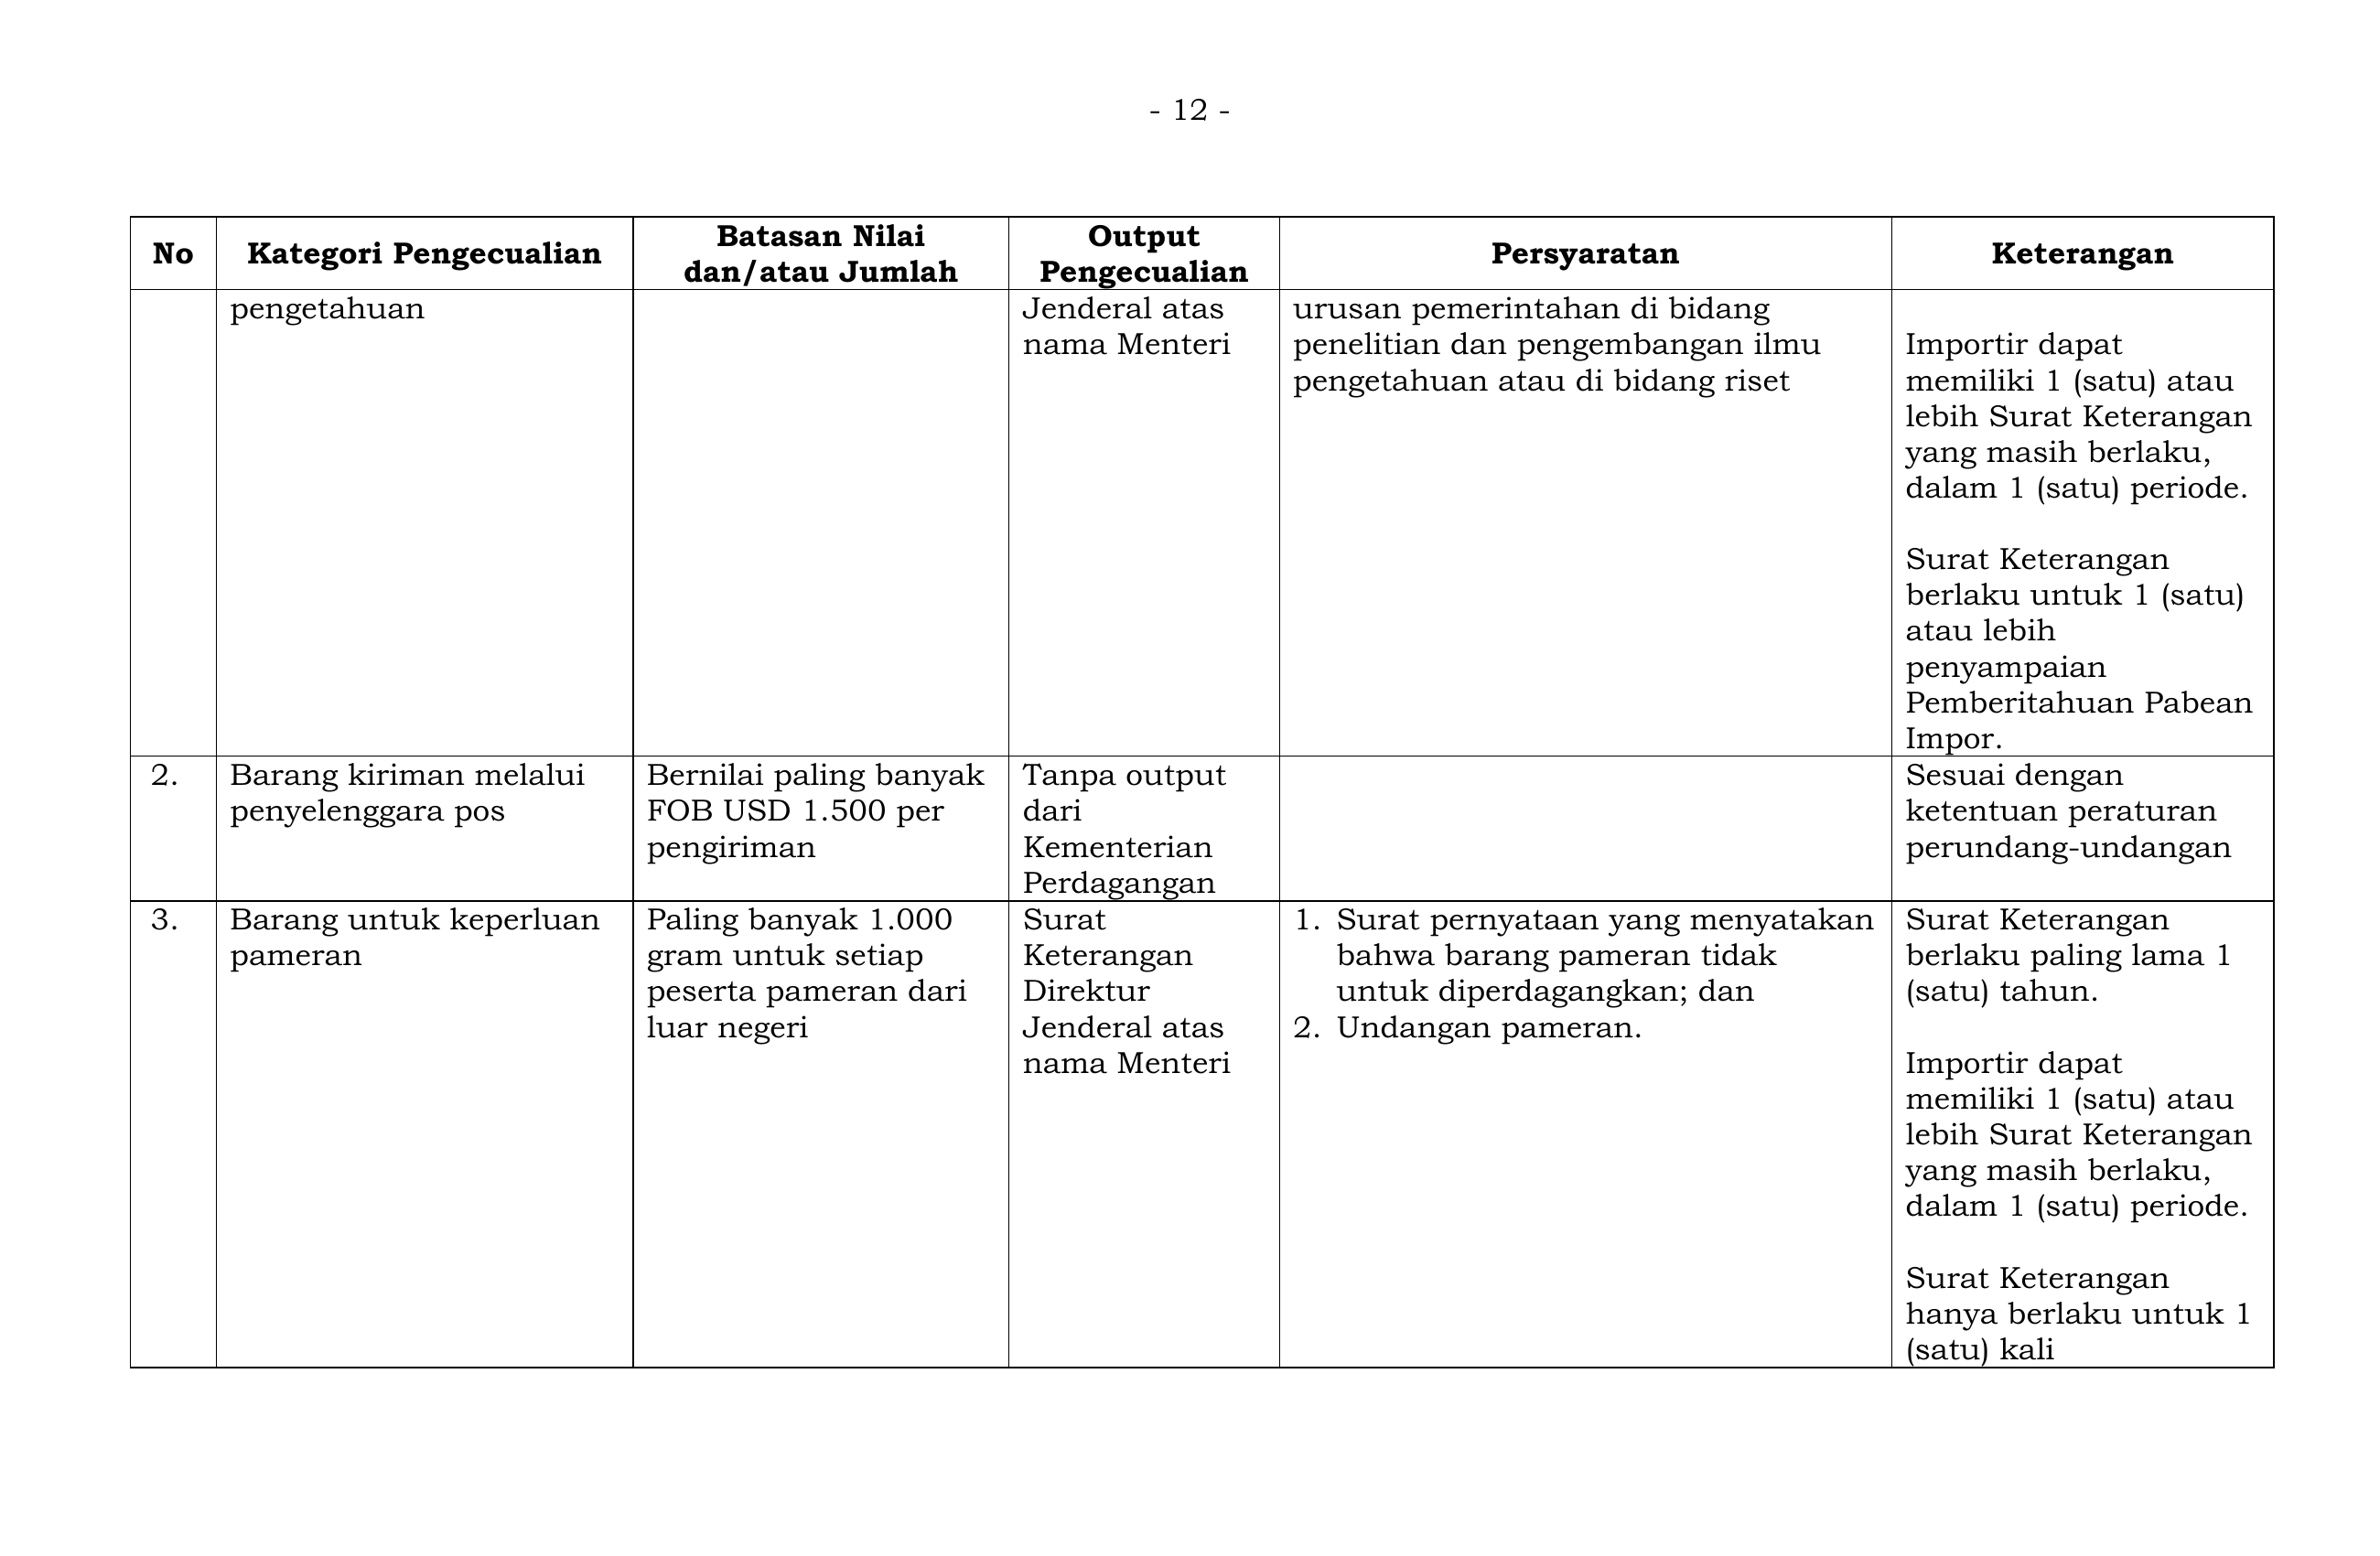 - 12 -
No
Kategori Pengecualian
Batasan Nilai
dan/atau Jumlah
Output
Pengecualian
Persyaratan
Keterangan
pengetahuan
Jenderal atas
nama Menteri
urusan pemerintahan di bidang
penelitian dan pengembangan ilmu
pengetahuan atau di bidang riset
Importir dapat
memiliki 1 (satu) atau
lebih Surat Keterangan
yang masih berlaku,
dalam 1 (satu) periode.
Surat Keterangan
berlaku untuk 1 (satu)
atau lebih
penyampaian
Pemberitahuan Pabean
Impor.
2.
Barang kiriman melalui
penyelenggara pos
Bernilai paling banyak
FOB USD 1.500 per
pengiriman
Tanpa output
dari
Kementerian
Perdagangan
Sesuai dengan
ketentuan peraturan
perundang-undangan
3.
Barang untuk keperluan
pameran
Paling banyak 1.000
gram untuk setiap
peserta pameran dari
luar negeri
Surat
Keterangan
Direktur
Jenderal atas
nama Menteri
1. Surat pernyataan yang menyatakan
bahwa barang pameran tidak
untuk diperdagangkan; dan
2. Undangan pameran.
Surat Keterangan
berlaku paling lama 1
(satu) tahun.
Importir dapat
memiliki 1 (satu) atau
lebih Surat Keterangan
yang masih berlaku,
dalam 1 (satu) periode.
Surat Keterangan
hanya berlaku untuk 1
(satu) kali